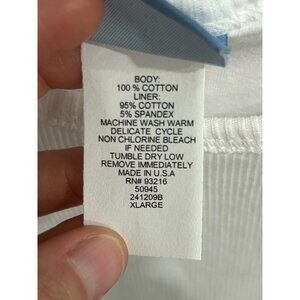 BODY:
100 % COTTON
LINER:
95% COTTON
5% SPANDEX
MACHINE WASH WARM
DELICATE CYCLE
NON CHLORINE BLEACH
IF NEEDED
TUMBLE DRY LOW
REMOVE IMMEDIATELY
MADE IN U.S.A
RN# 93216
50945
241209B
XLARGE